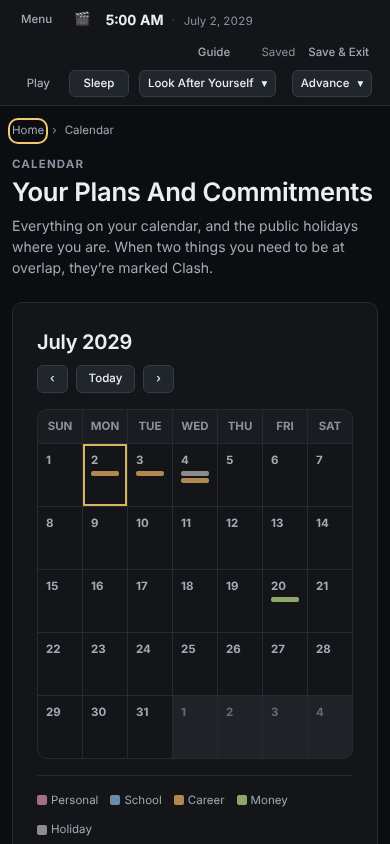 Menu 🎬 5:00 AM · July 2, 2029
Guide Saved Save & Exit
Play Sleep Look After Yourself ▾ Advance ▾
Home › Calendar
CALENDAR
Your Plans And Commitments
Everything on your calendar, and the public holidays
where you are. When two things you need to be at
overlap, they're marked Clash.
July 2029
‹ Today ›
SUN MON TUE WED THU FRI SAT
1 2 3 4 5 6 7
8 9 10 11 12 13 14
15 16 17 18 19 20 21
22 23 24 25 26 27 28
29 30 31 1 2 3 4
Personal School Career Money
Holiday